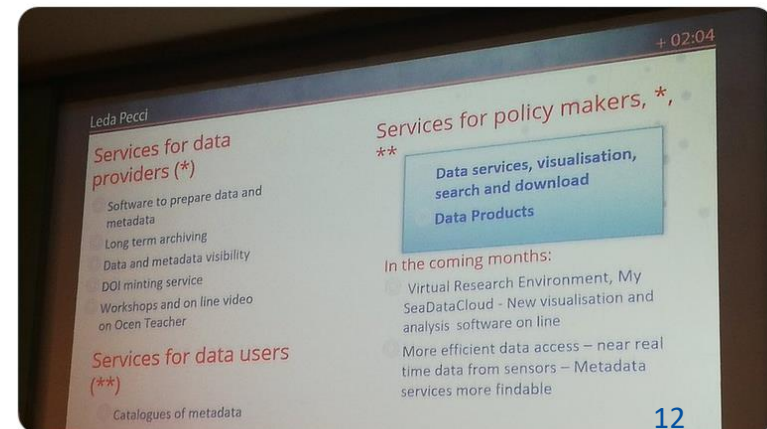 + 02:04
Leda Pecci
Services for data
providers (*)
Software to prepare data and
metadata
Long term archiving
Data and metadata visibility
DOI minting service
Workshops and on line video
on Ocen Teacher
Services for data users
(**)
Catalogues of metadata
Services for policy makers, *,
**
Data services, visualisation,
search and download
Data Products
In the coming months:
Virtual Research Environment, My
SeaDataCloud - New visualisation and
analysis software on line
More efficient data access – near real
time data from sensors – Metadata
services more findable
12